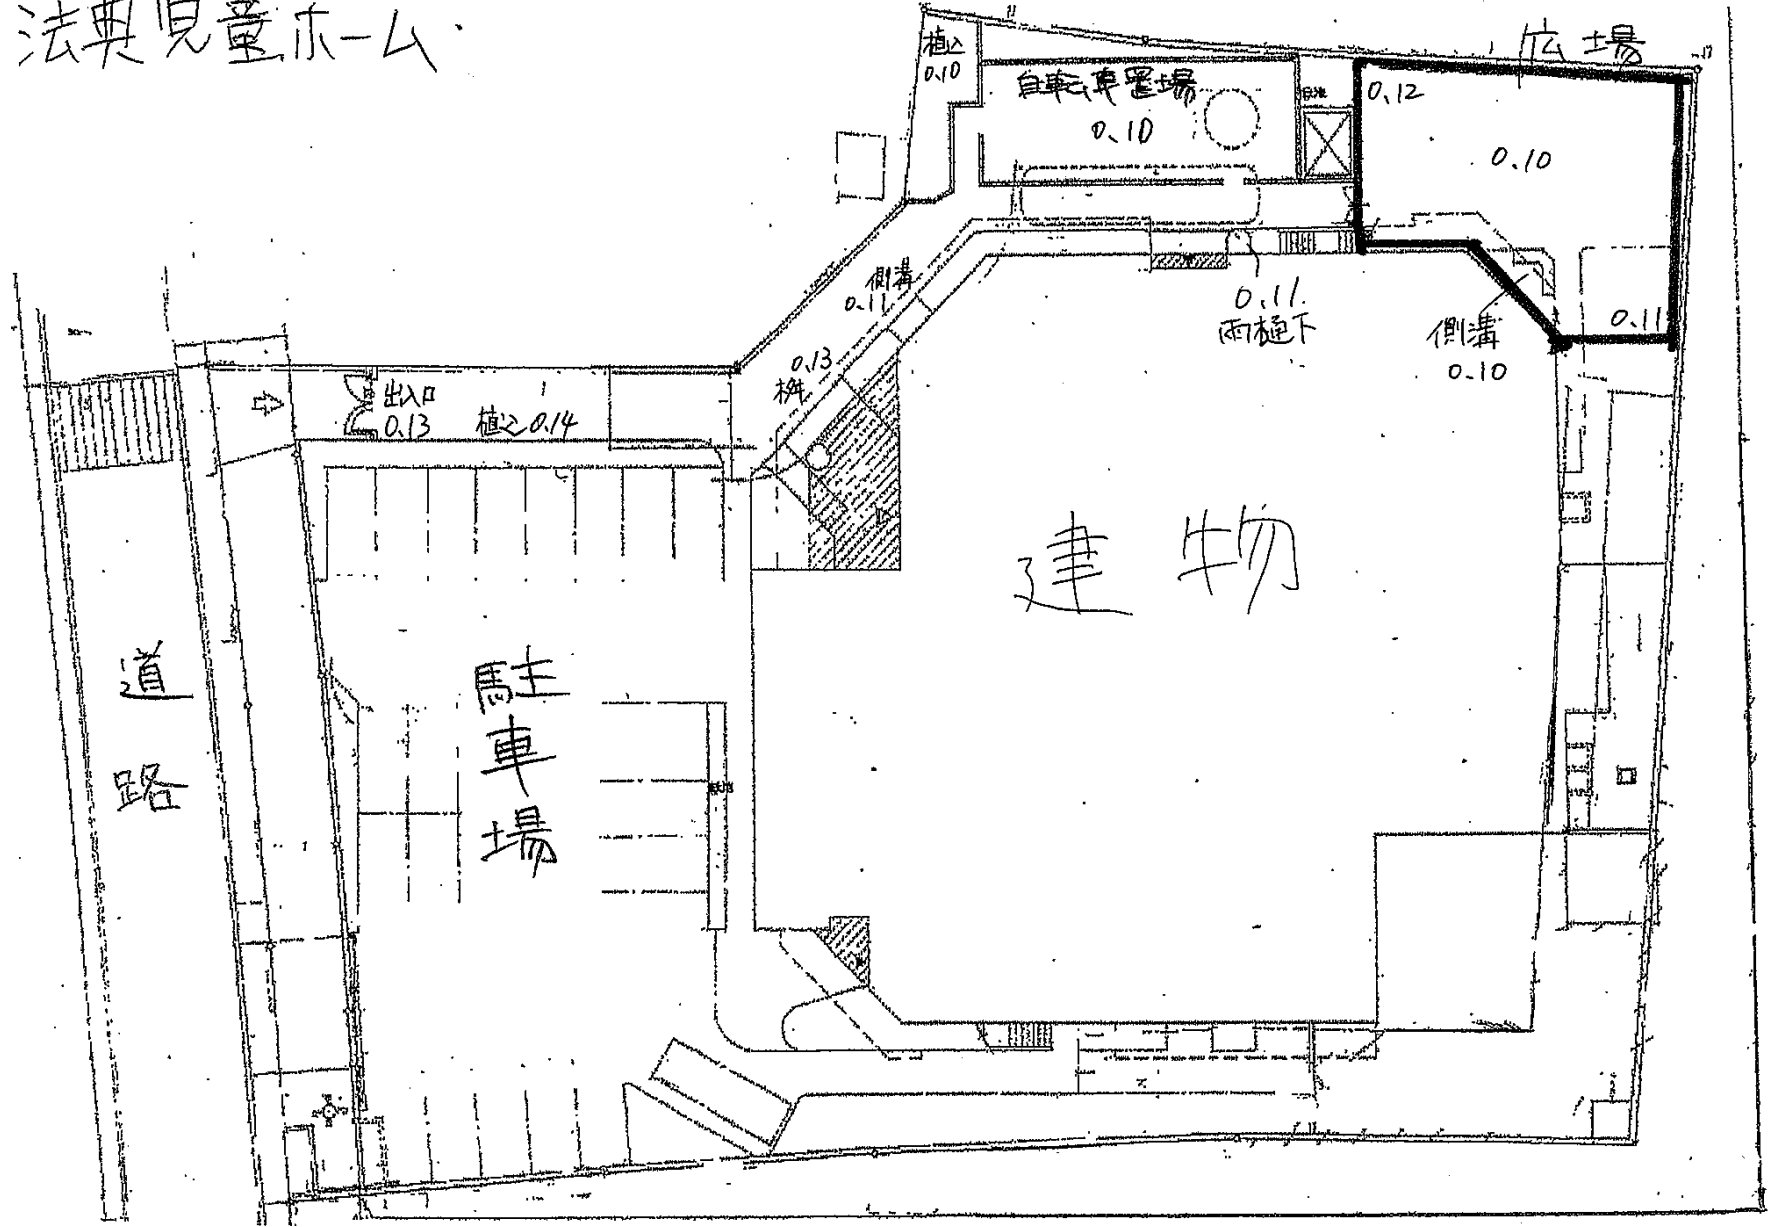 法典児童ホーム
広場
植込
0.10
自転車置場
0.10
0.12
0.10
0.11
側溝
0.10
側溝
0.11
0.11
雨樋下
0.13
桝
出入口
0.13
植込0.14
建物
道路
駐車場